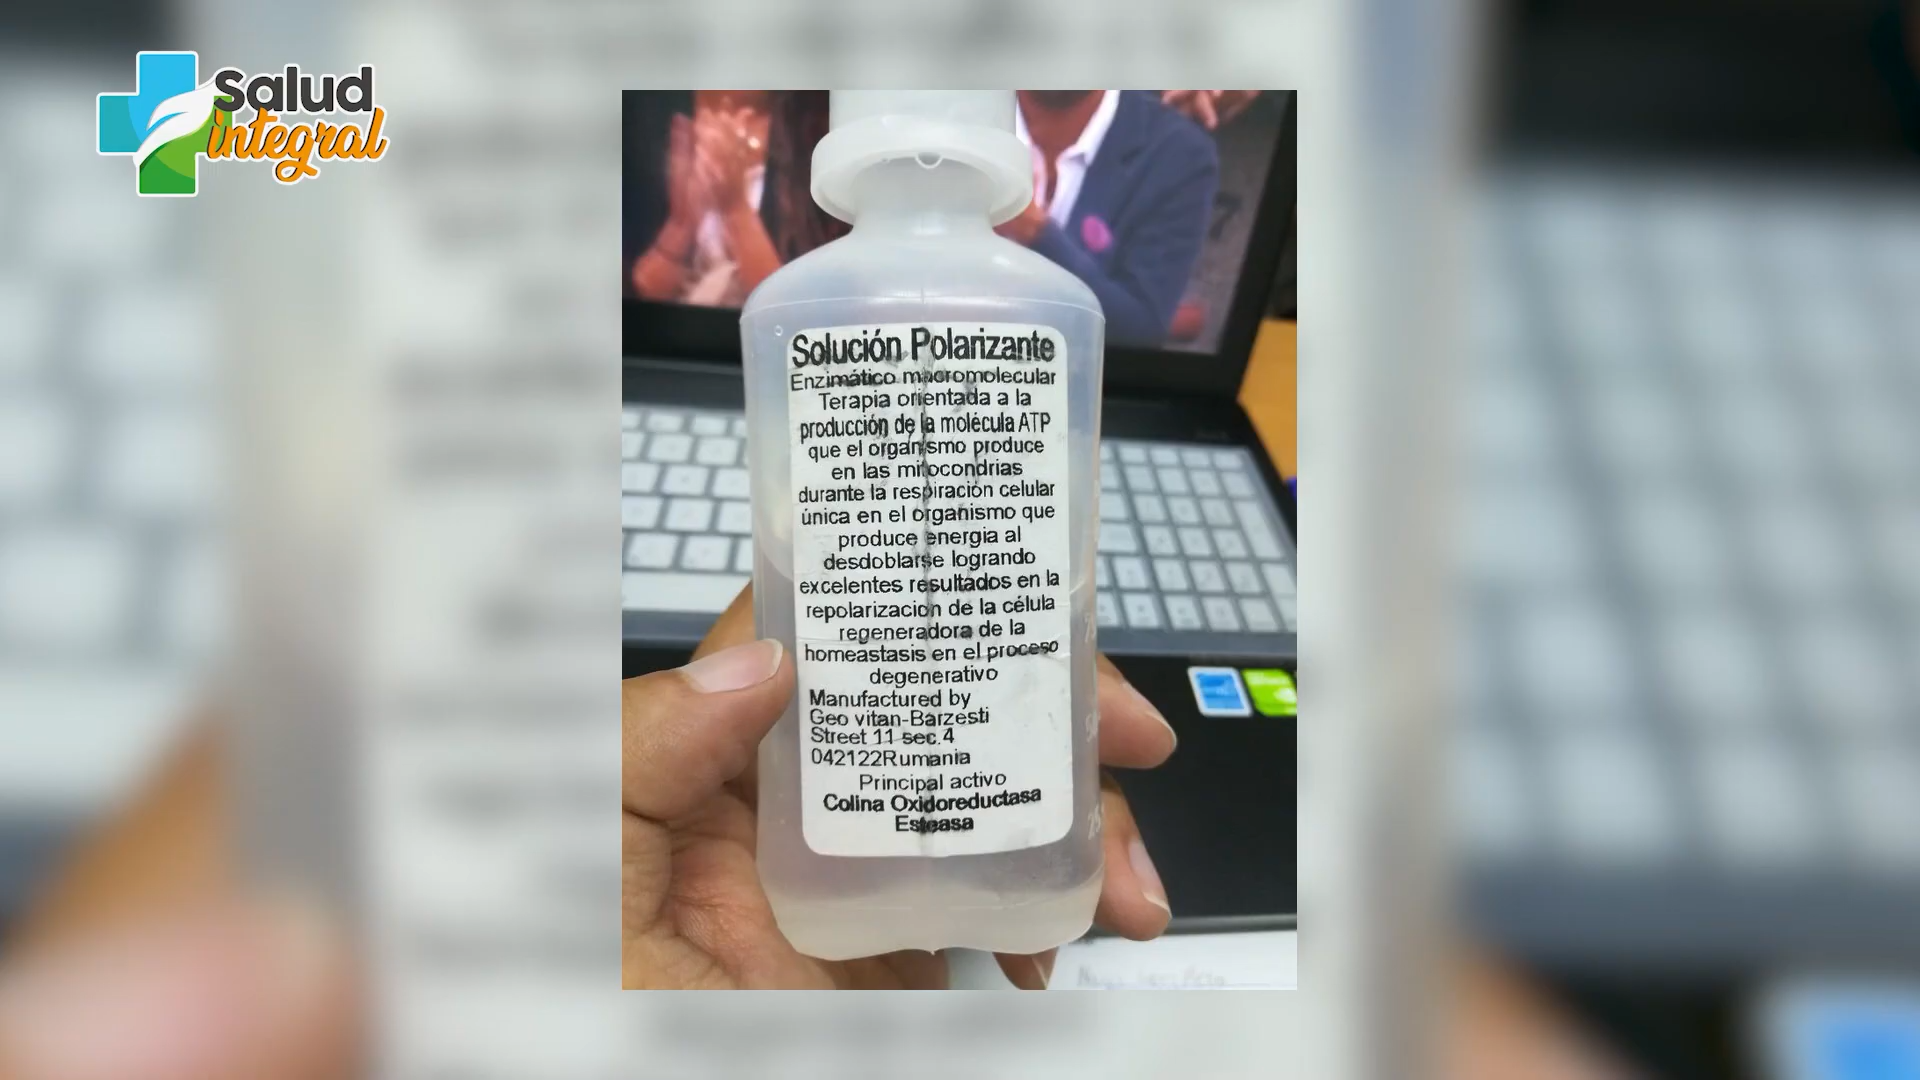 Salud
integral
Solución Polarizante
Enzimático macromolecular
Terapia orientada a la
producción de la molécula ATP
que el organismo produce
en las mitocondrias
durante la respiración celular
única en el organismo que
produce energia al
desdoblarse logrando
excelentes resultados en la
repolarización de la célula
regeneradora de la
homeastasis en el proceso
degenerativo
Manufactured by
Geo vitan-Barzesti
Street 11 sec.4
042122Rumania
Principal activo
Colina Oxidoreductasa
Esteasa